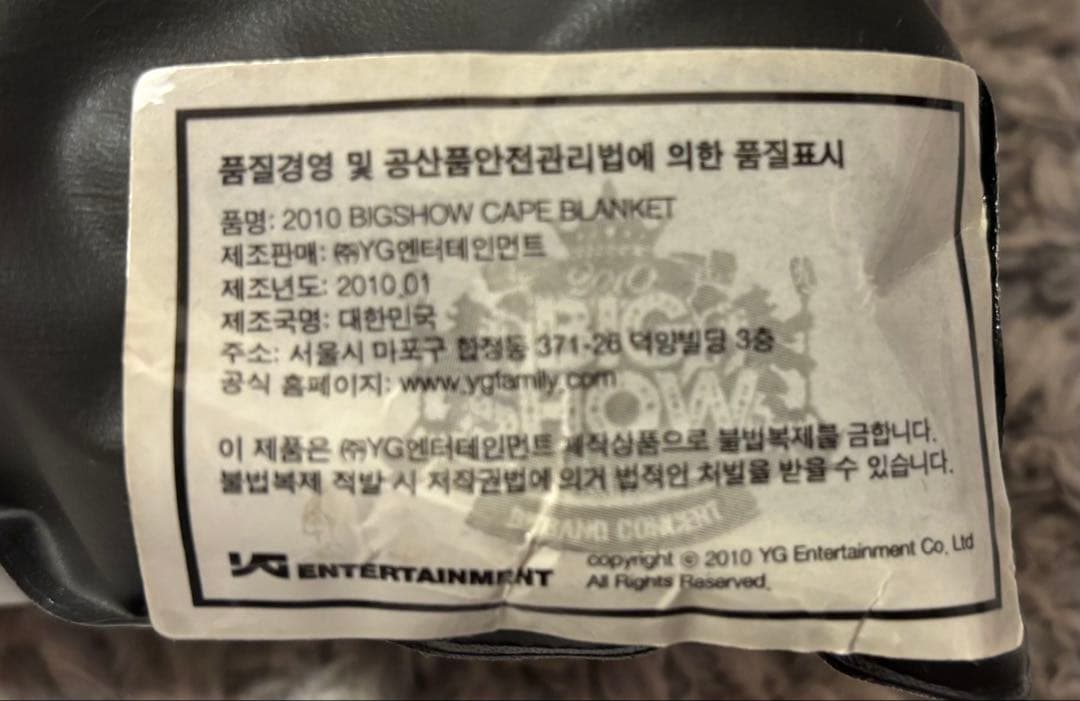 품질경영 및 공산품안전관리법에 의한 품질표시
품명: 2010 BIGSHOW CAPE BLANKET
제조판매: ㈜YG엔터테인먼트
제조년도: 2010.01
제조국명: 대한민국
주소: 서울시 마포구 합정동 371-26 덕양빌딩 3층
공식 홈페이지: www.ygfamily.com
이 제품은 ㈜YG엔터테인먼트 제작상품으로 불법복제를 금합니다.
불법복제 적발 시 저작권법에 의거 법적인 처벌을 받을 수 있습니다.
2010
BIG
SHOW
CONCERT
YG ENTERTAINMENT
copyright © 2010 YG Entertainment Co, Ltd
All Rights Reserved.